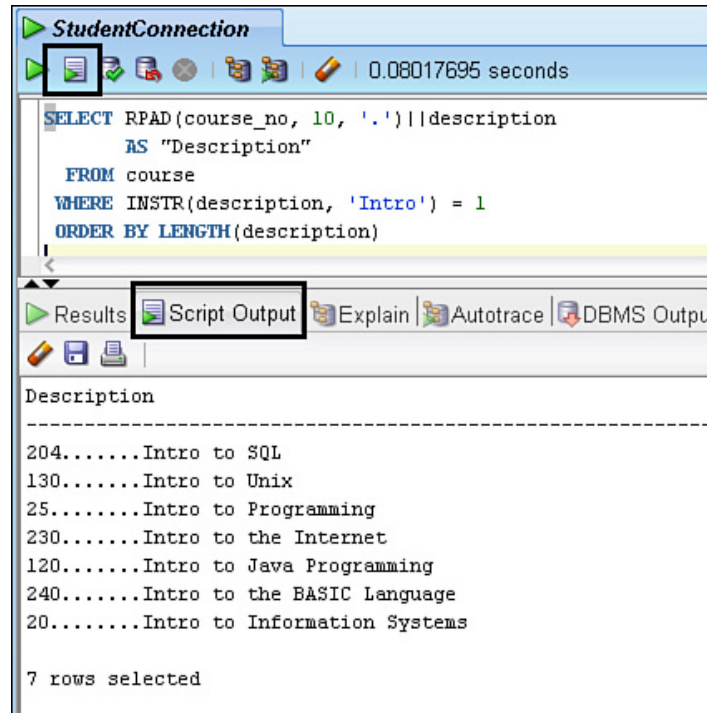 StudentConnection
0.08017695 seconds
SELECT RPAD(course_no, 10, '.')||description
AS "Description"
FROM course
WHERE INSTR(description, 'Intro') = 1
ORDER BY LENGTH(description)
Results Script Output Explain Autotrace DBMS Outpu
Description
-----------------------------------------------------------
204.......Intro to SQL
130.......Intro to Unix
25........Intro to Programming
230.......Intro to the Internet
120.......Intro to Java Programming
240.......Intro to the BASIC Language
20........Intro to Information Systems
7 rows selected